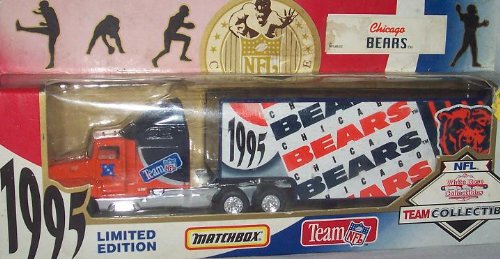 NFL
Chicago
BEARS
1995
CHICAGO
BEARS
BEARS
CHICAGO
BEARS
BEARS
CHICAGO
Team NFL
NFL
TEAM COLLECTIB
1995
LIMITED
EDITION
MATCHBOX
Team NFL